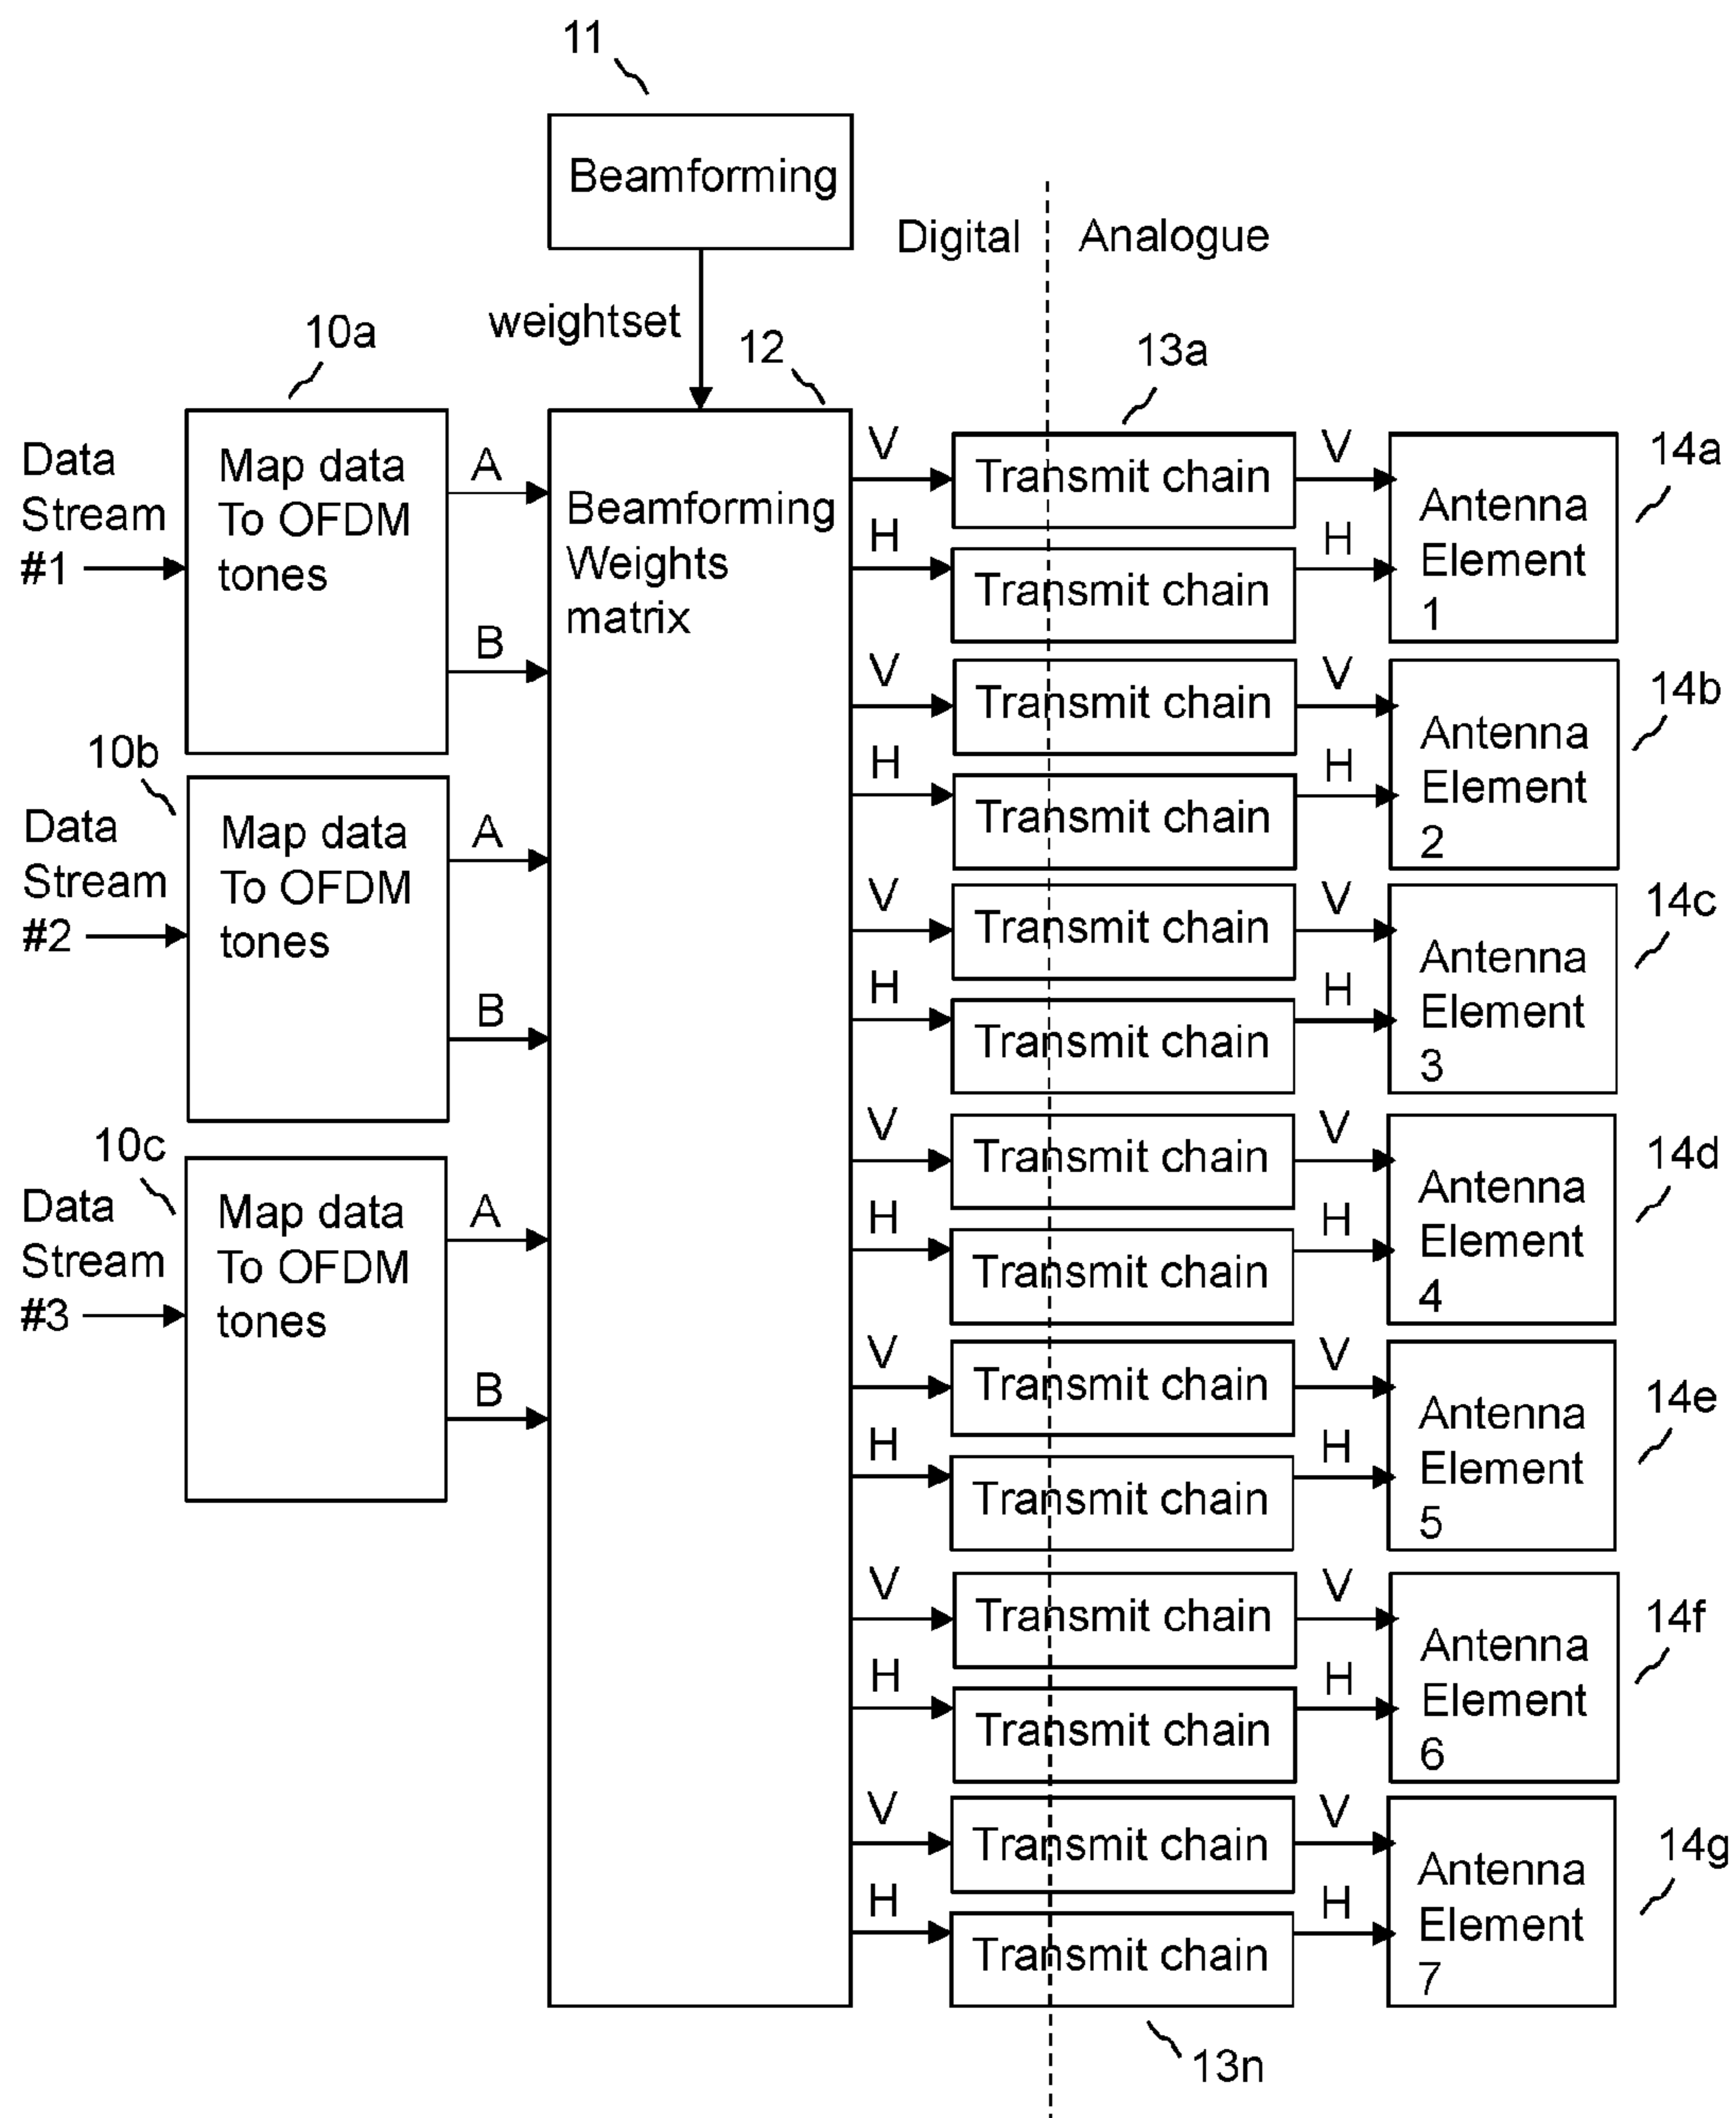 11
Beamforming
Digital
Analogue
weightset
10a
12
13a
Data
Stream
#1
Map data
To OFDM
tones
A
B
Beamforming
Weights
matrix
V
H
Transmit chain
Transmit chain
V
H
Antenna
Element
1
14a
V
H
Transmit chain
Transmit chain
V
H
Antenna
Element
2
14b
10b
Data
Stream
#2
Map data
To OFDM
tones
A
B
V
H
Transmit chain
Transmit chain
V
H
Antenna
Element
3
14c
10c
Data
Stream
#3
Map data
To OFDM
tones
A
B
V
H
Transmit chain
Transmit chain
V
H
Antenna
Element
4
14d
V
H
Transmit chain
Transmit chain
V
H
Antenna
Element
5
14e
V
H
Transmit chain
Transmit chain
V
H
Antenna
Element
6
14f
V
H
Transmit chain
Transmit chain
V
H
Antenna
Element
7
14g
13n